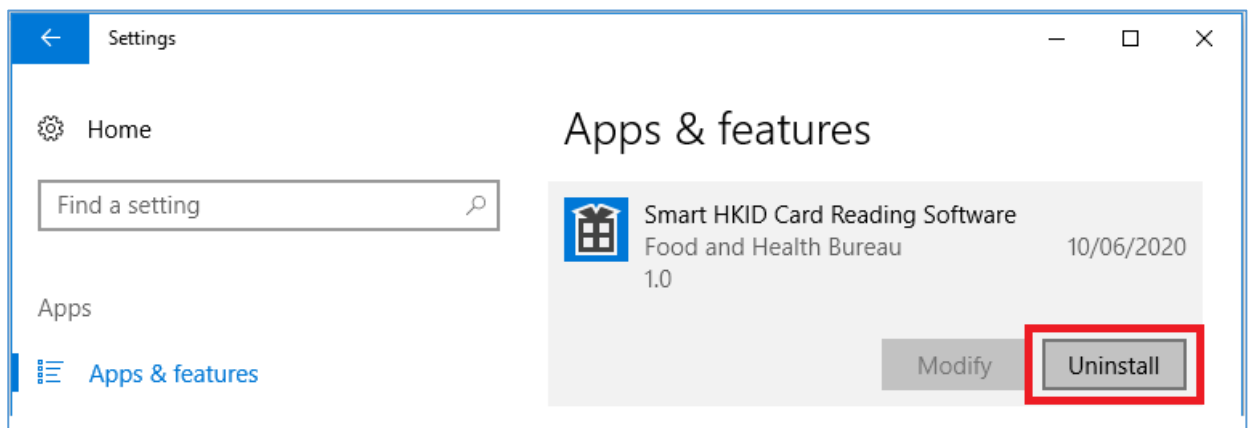 Settings
Home
Find a setting
Apps
Apps & features
Apps & features
Smart HKID Card Reading Software
Food and Health Bureau 10/06/2020
1.0
Modify Uninstall